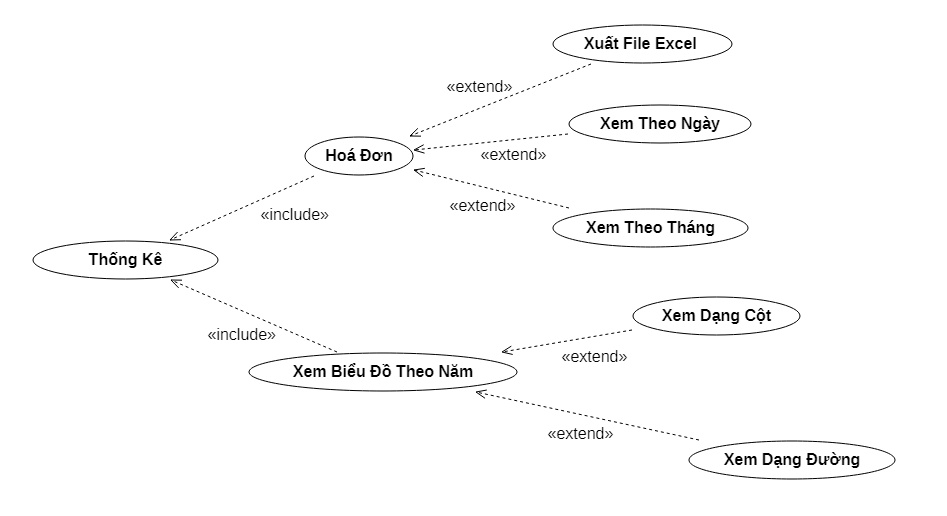 Xuất File Excel
«extend»
Xem Theo Ngày
Hoá Đơn
«extend»
«extend»
«include»
Xem Theo Tháng
Thống Kê
Xem Dạng Cột
«include»
«extend»
Xem Biểu Đồ Theo Năm
«extend»
Xem Dạng Đường